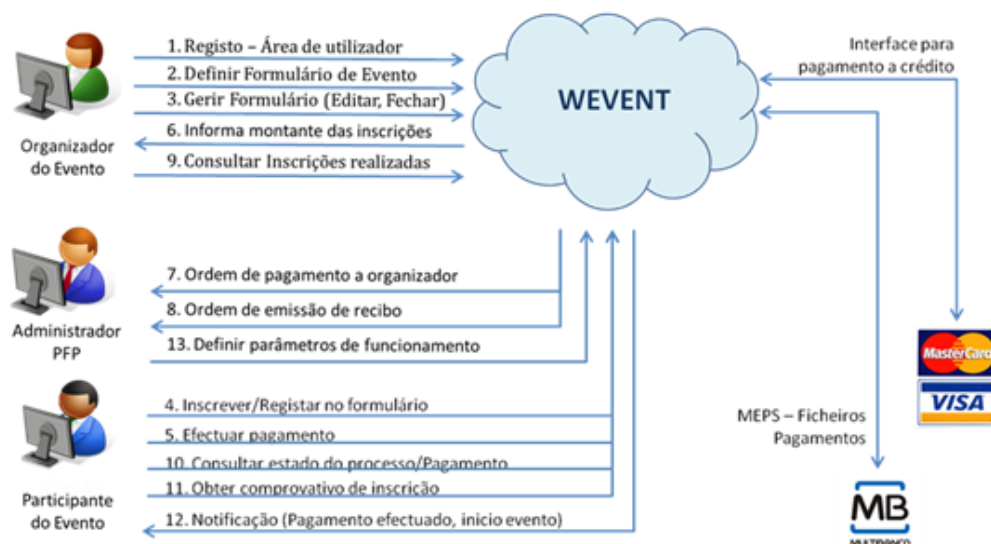 1. Registo – Área de utilizador
2. Definir Formulário de Evento
3. Gerir Formulário (Editar, Fechar)
6. Informa montante das inscrições
9. Consultar Inscrições realizadas
Organizador
do Evento
WEVENT
Interface para
pagamento a crédito
7. Ordem de pagamento a organizador
8. Ordem de emissão de recibo
13. Definir parâmetros de funcionamento
Administrador
PFP
MasterCard
VISA
4. Inscrever/Registar no formulário
5. Efectuar pagamento
10. Consultar estado do processo/Pagamento
11. Obter comprovativo de inscrição
12. Notificação (Pagamento efectuado, inicio evento)
Participante
do Evento
MEPS – Ficheiros
Pagamentos
MB
MULTIBANCO